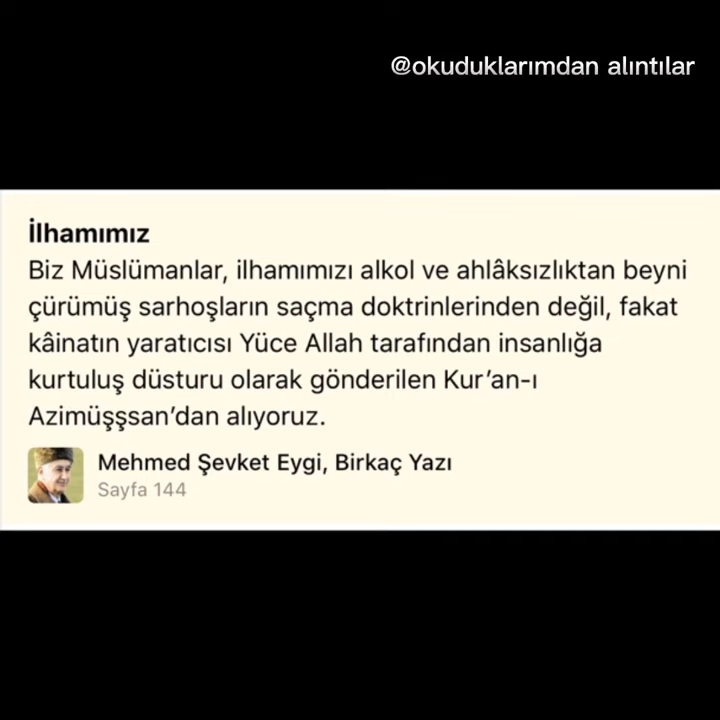 @okuduklarımdan alıntılar
İlhamımız
Biz Müslümanlar, ilhamımızı alkol ve ahlâksızlıktan beyni
çürümüş sarhoşların saçma doktrinlerinden değil, fakat
kâinatın yaratıcısı Yüce Allah tarafından insanlığa
kurtuluş düsturu olarak gönderilen Kur’an-ı
Azimüşşsan’dan alıyoruz.
Mehmed Şevket Eygi, Birkaç Yazı
Sayfa 144